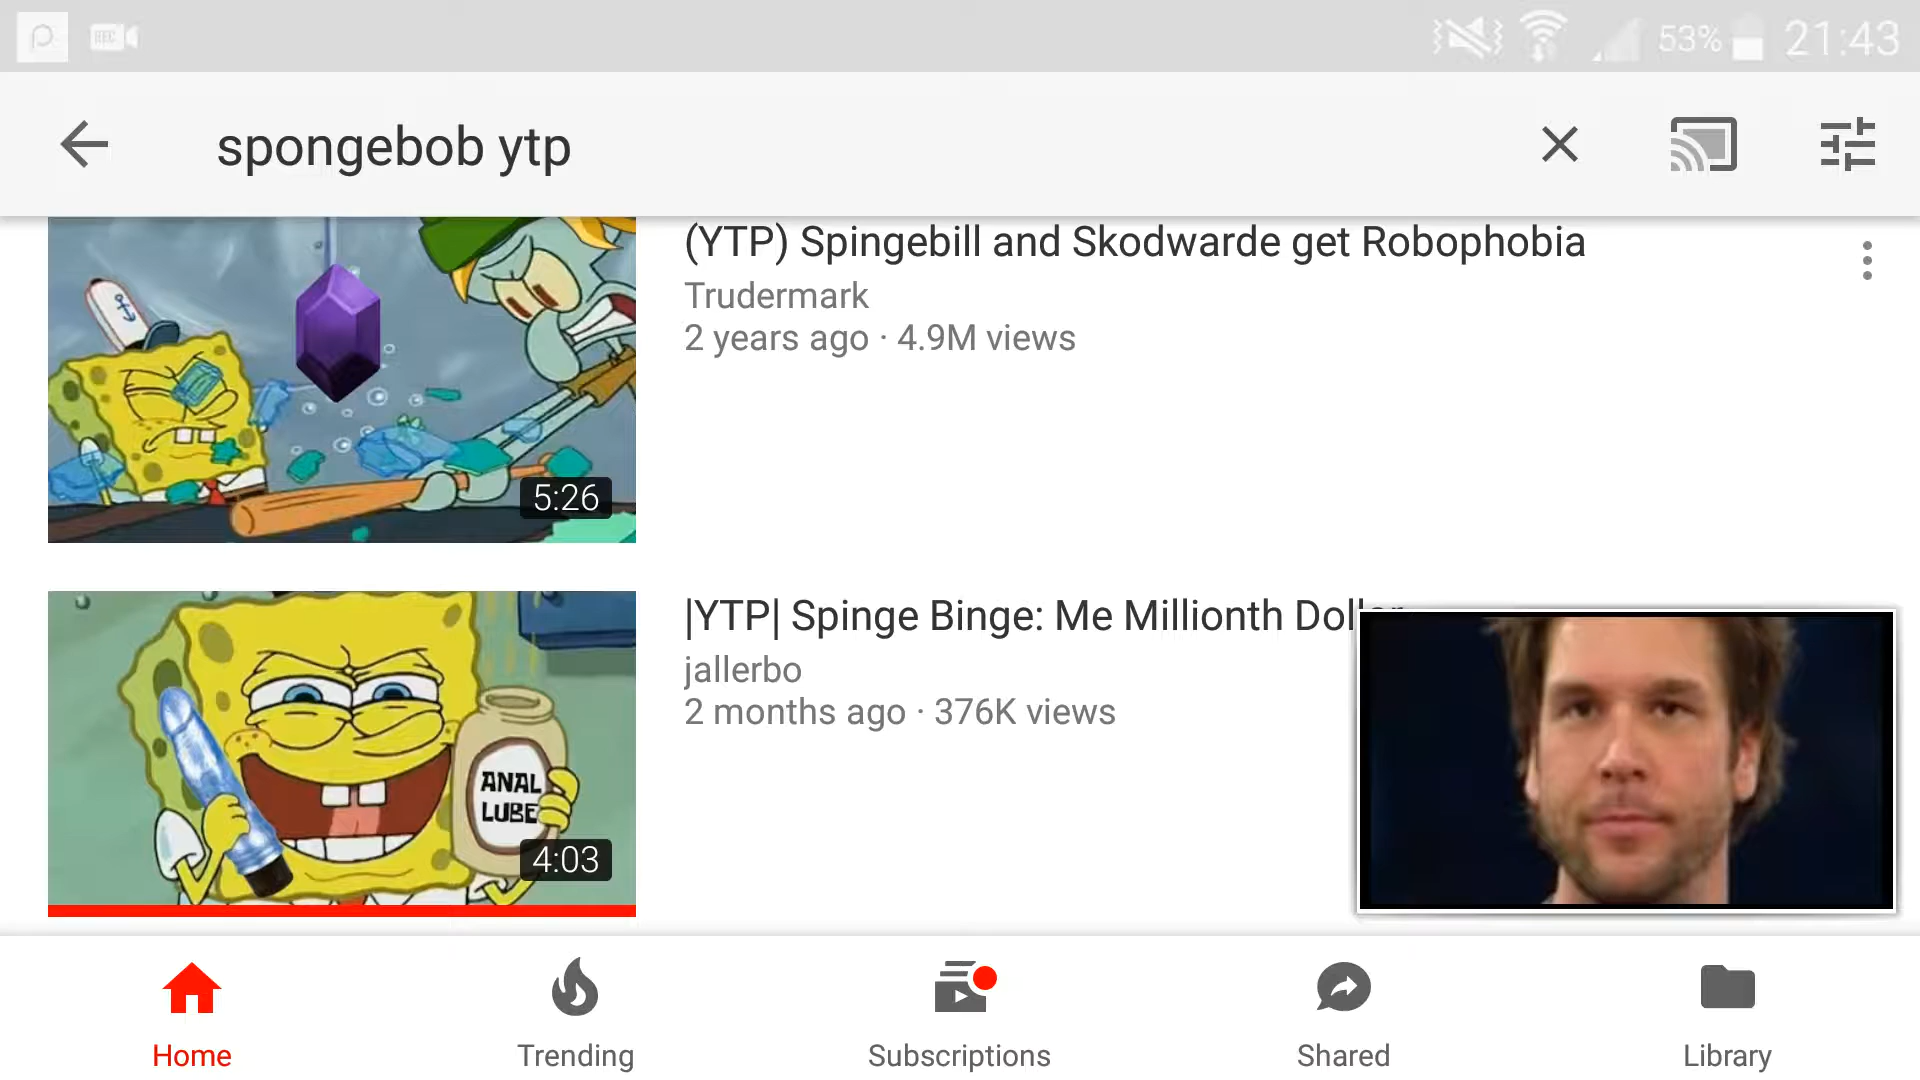 REC
53%
21:43
spongebob ytp
(YTP) Spingebill and Skodwarde get Robophobia
Trudermark
2 years ago · 4.9M views
5:26
|YTP| Spinge Binge: Me Millionth Dollar
jallerbo
2 months ago · 376K views
ANAL
LUBE
4:03
Home
Trending
Subscriptions
Shared
Library